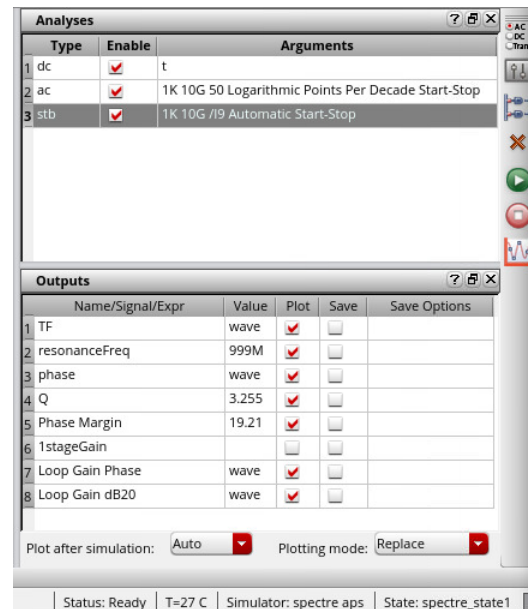 Analyses
Type Enable Arguments
1 dc t
2 ac 1K 10G 50 Logarithmic Points Per Decade Start-Stop
3 stb 1K 10G /I9 Automatic Start-Stop
AC
DC
Tran
Outputs
Name/Signal/Expr Value Plot Save Save Options
1 TF wave
2 resonanceFreq 999M
3 phase wave
4 Q 3.255
5 Phase Margin 19.21
6 1stageGain
7 Loop Gain Phase wave
8 Loop Gain dB20 wave
Plot after simulation: Auto Plotting mode: Replace
Status: Ready T=27 C Simulator: spectre aps State: spectre_state1